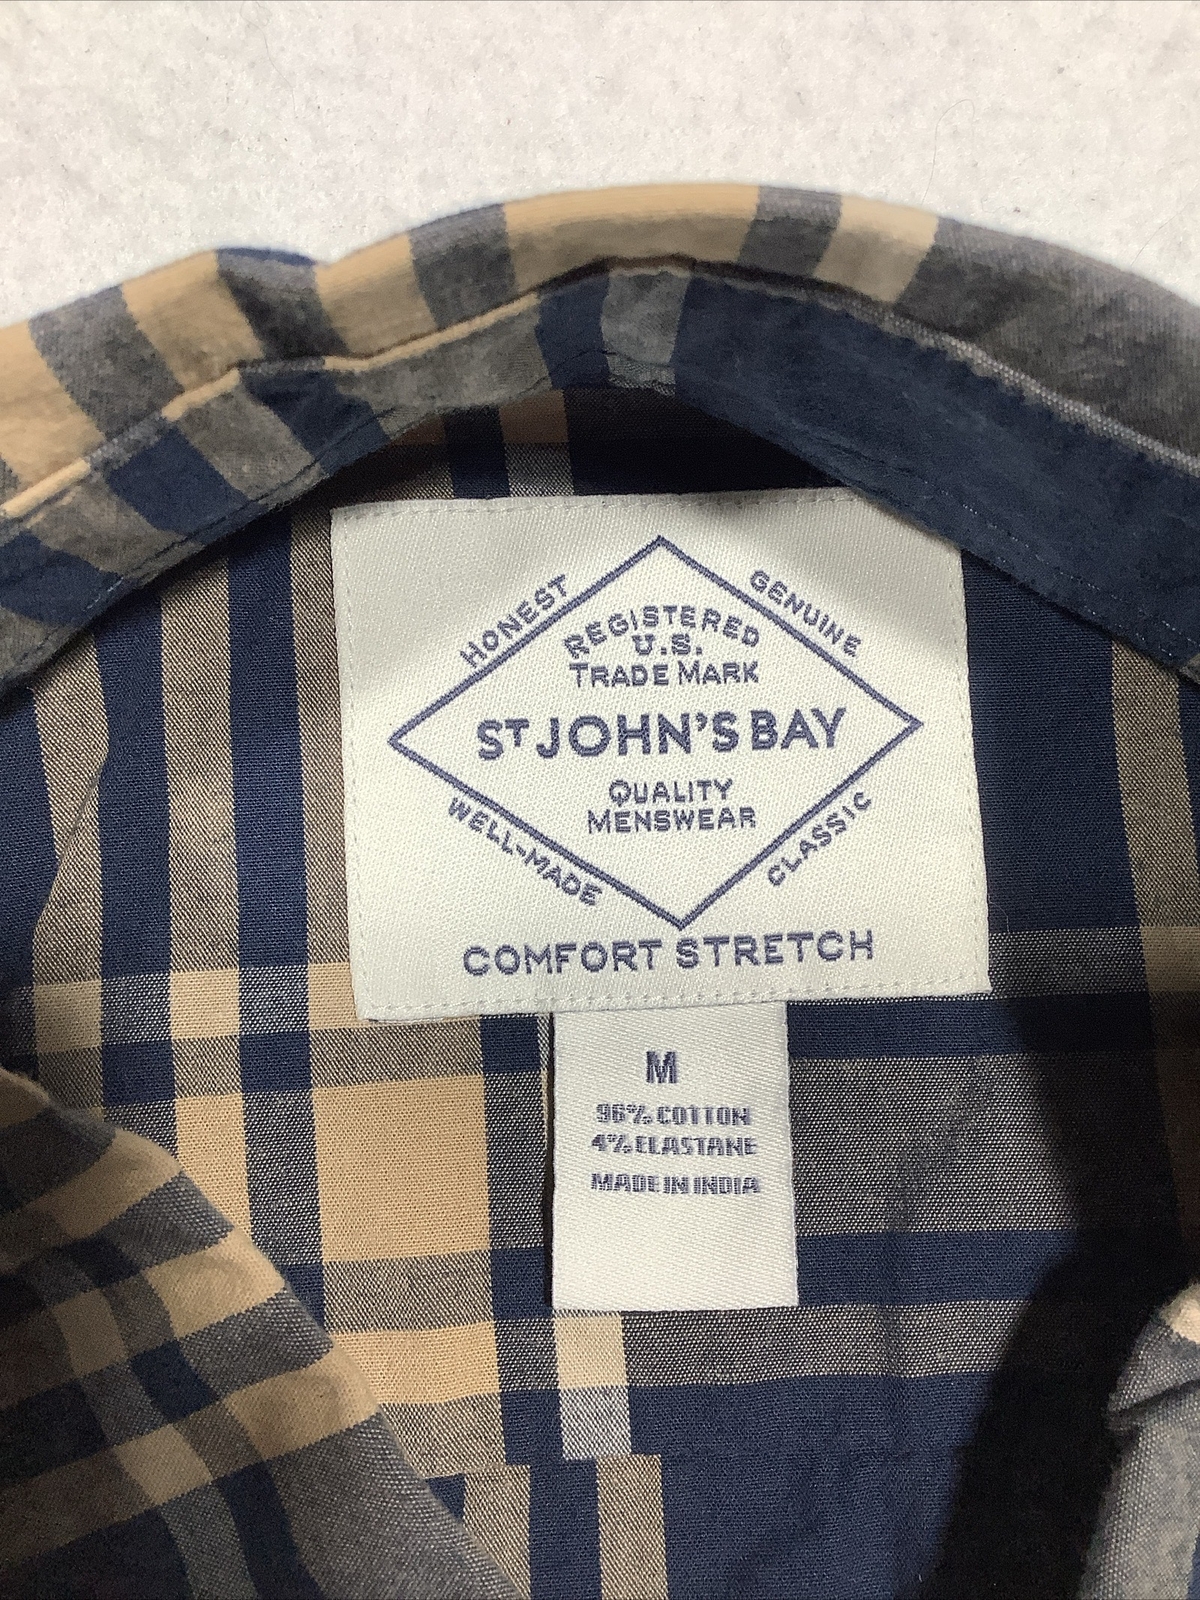 HONEST
GENUINE
REGISTERED
U.S.
TRADE MARK
ST JOHN'S BAY
QUALITY
MENSWEAR
WELL-MADE
CLASSIC
COMFORT STRETCH
M
96% COTTON
4% ELASTANE
MADE IN INDIA